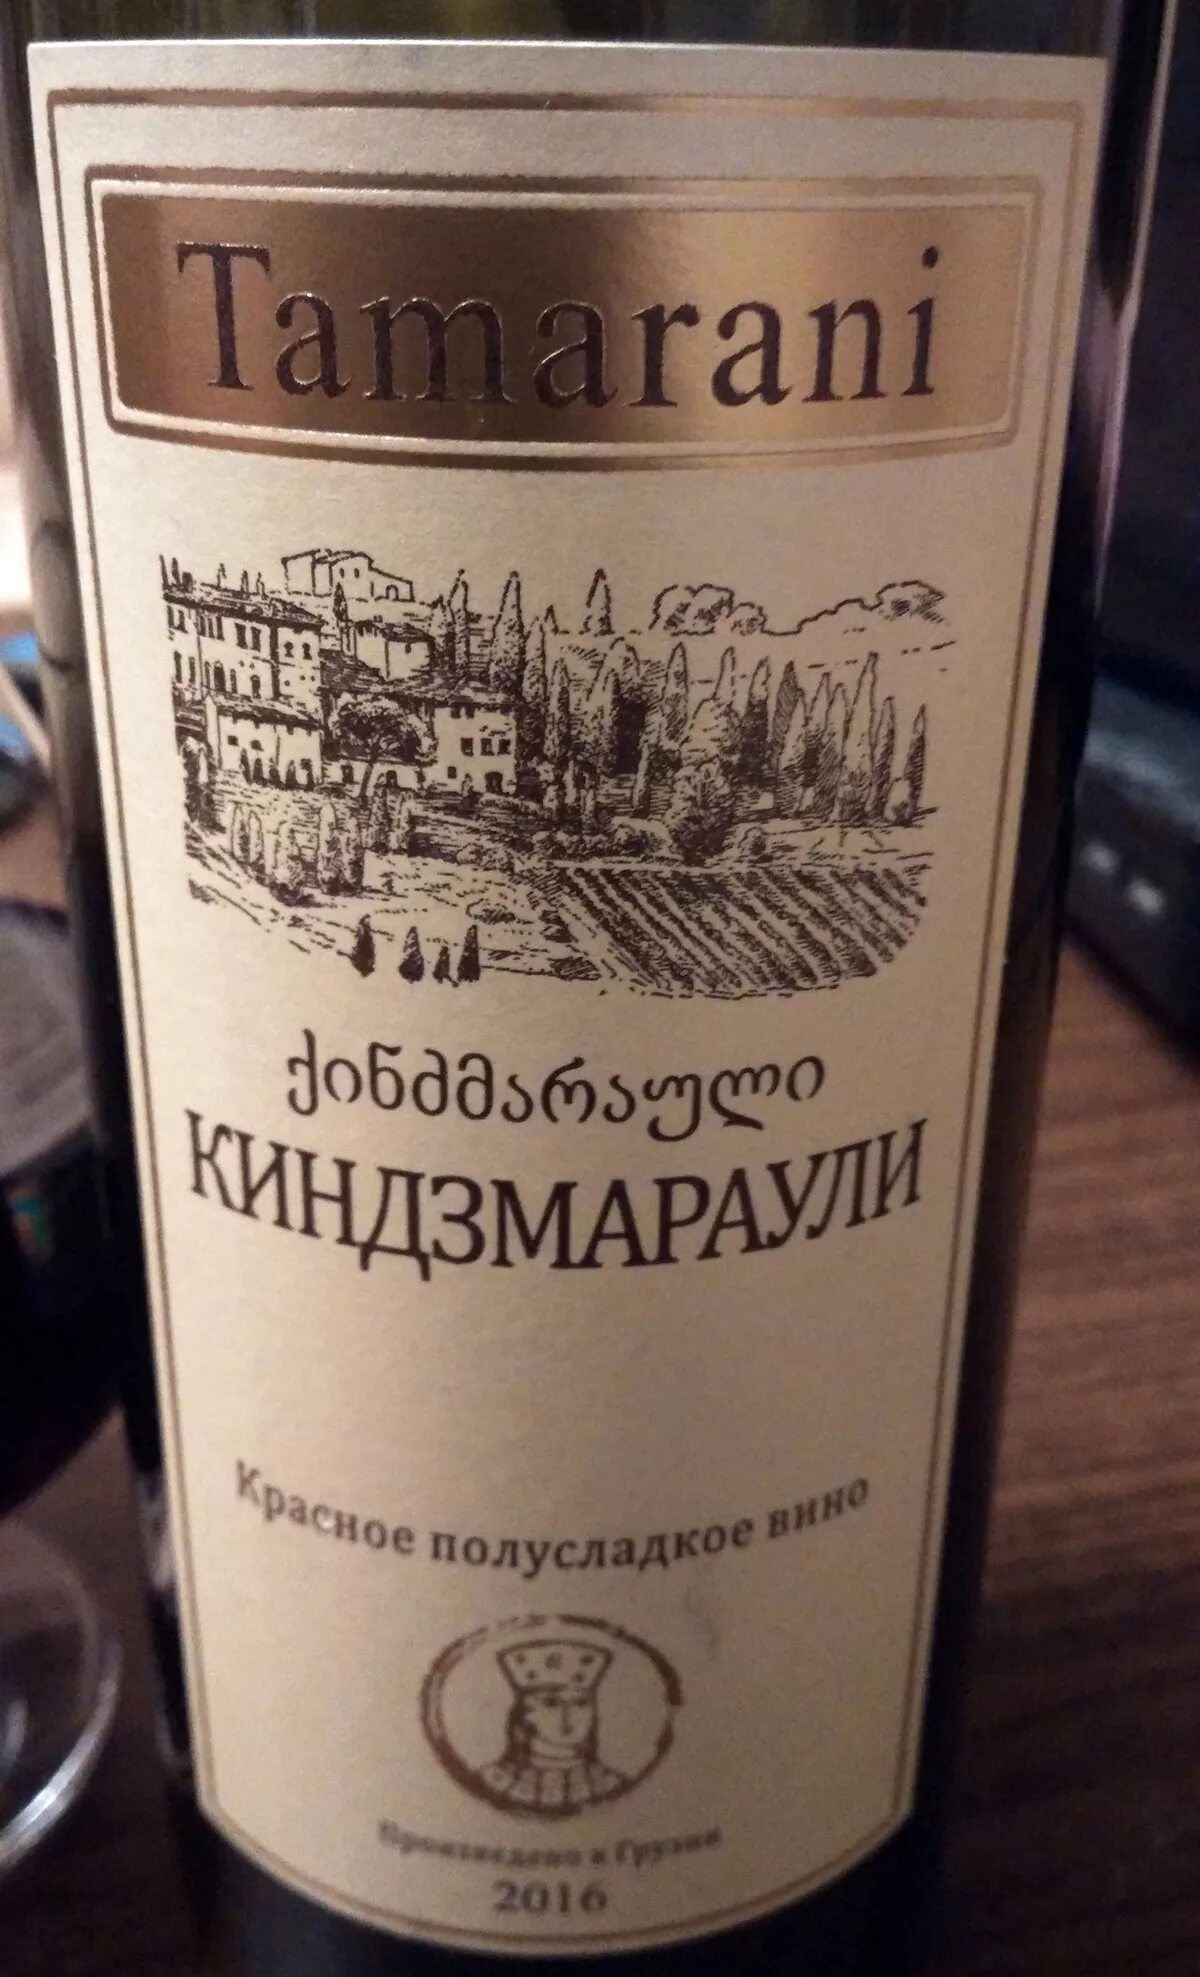 Tamarani
ქინძმარაული
КИНДЗМАРАУЛИ
Красное полусладкое вино
Произведено в Грузии
2016